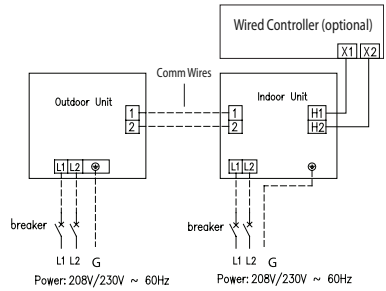 Wired Controller (optional)
X1 X2
Comm Wires
Outdoor Unit
Indoor Unit
1
2
1
2
H1
H2
L1 L2
L1 L2
breaker
breaker
L1 L2 G
L1 L2 G
Power: 208V/230V ~ 60Hz
Power: 208V/230V ~ 60Hz